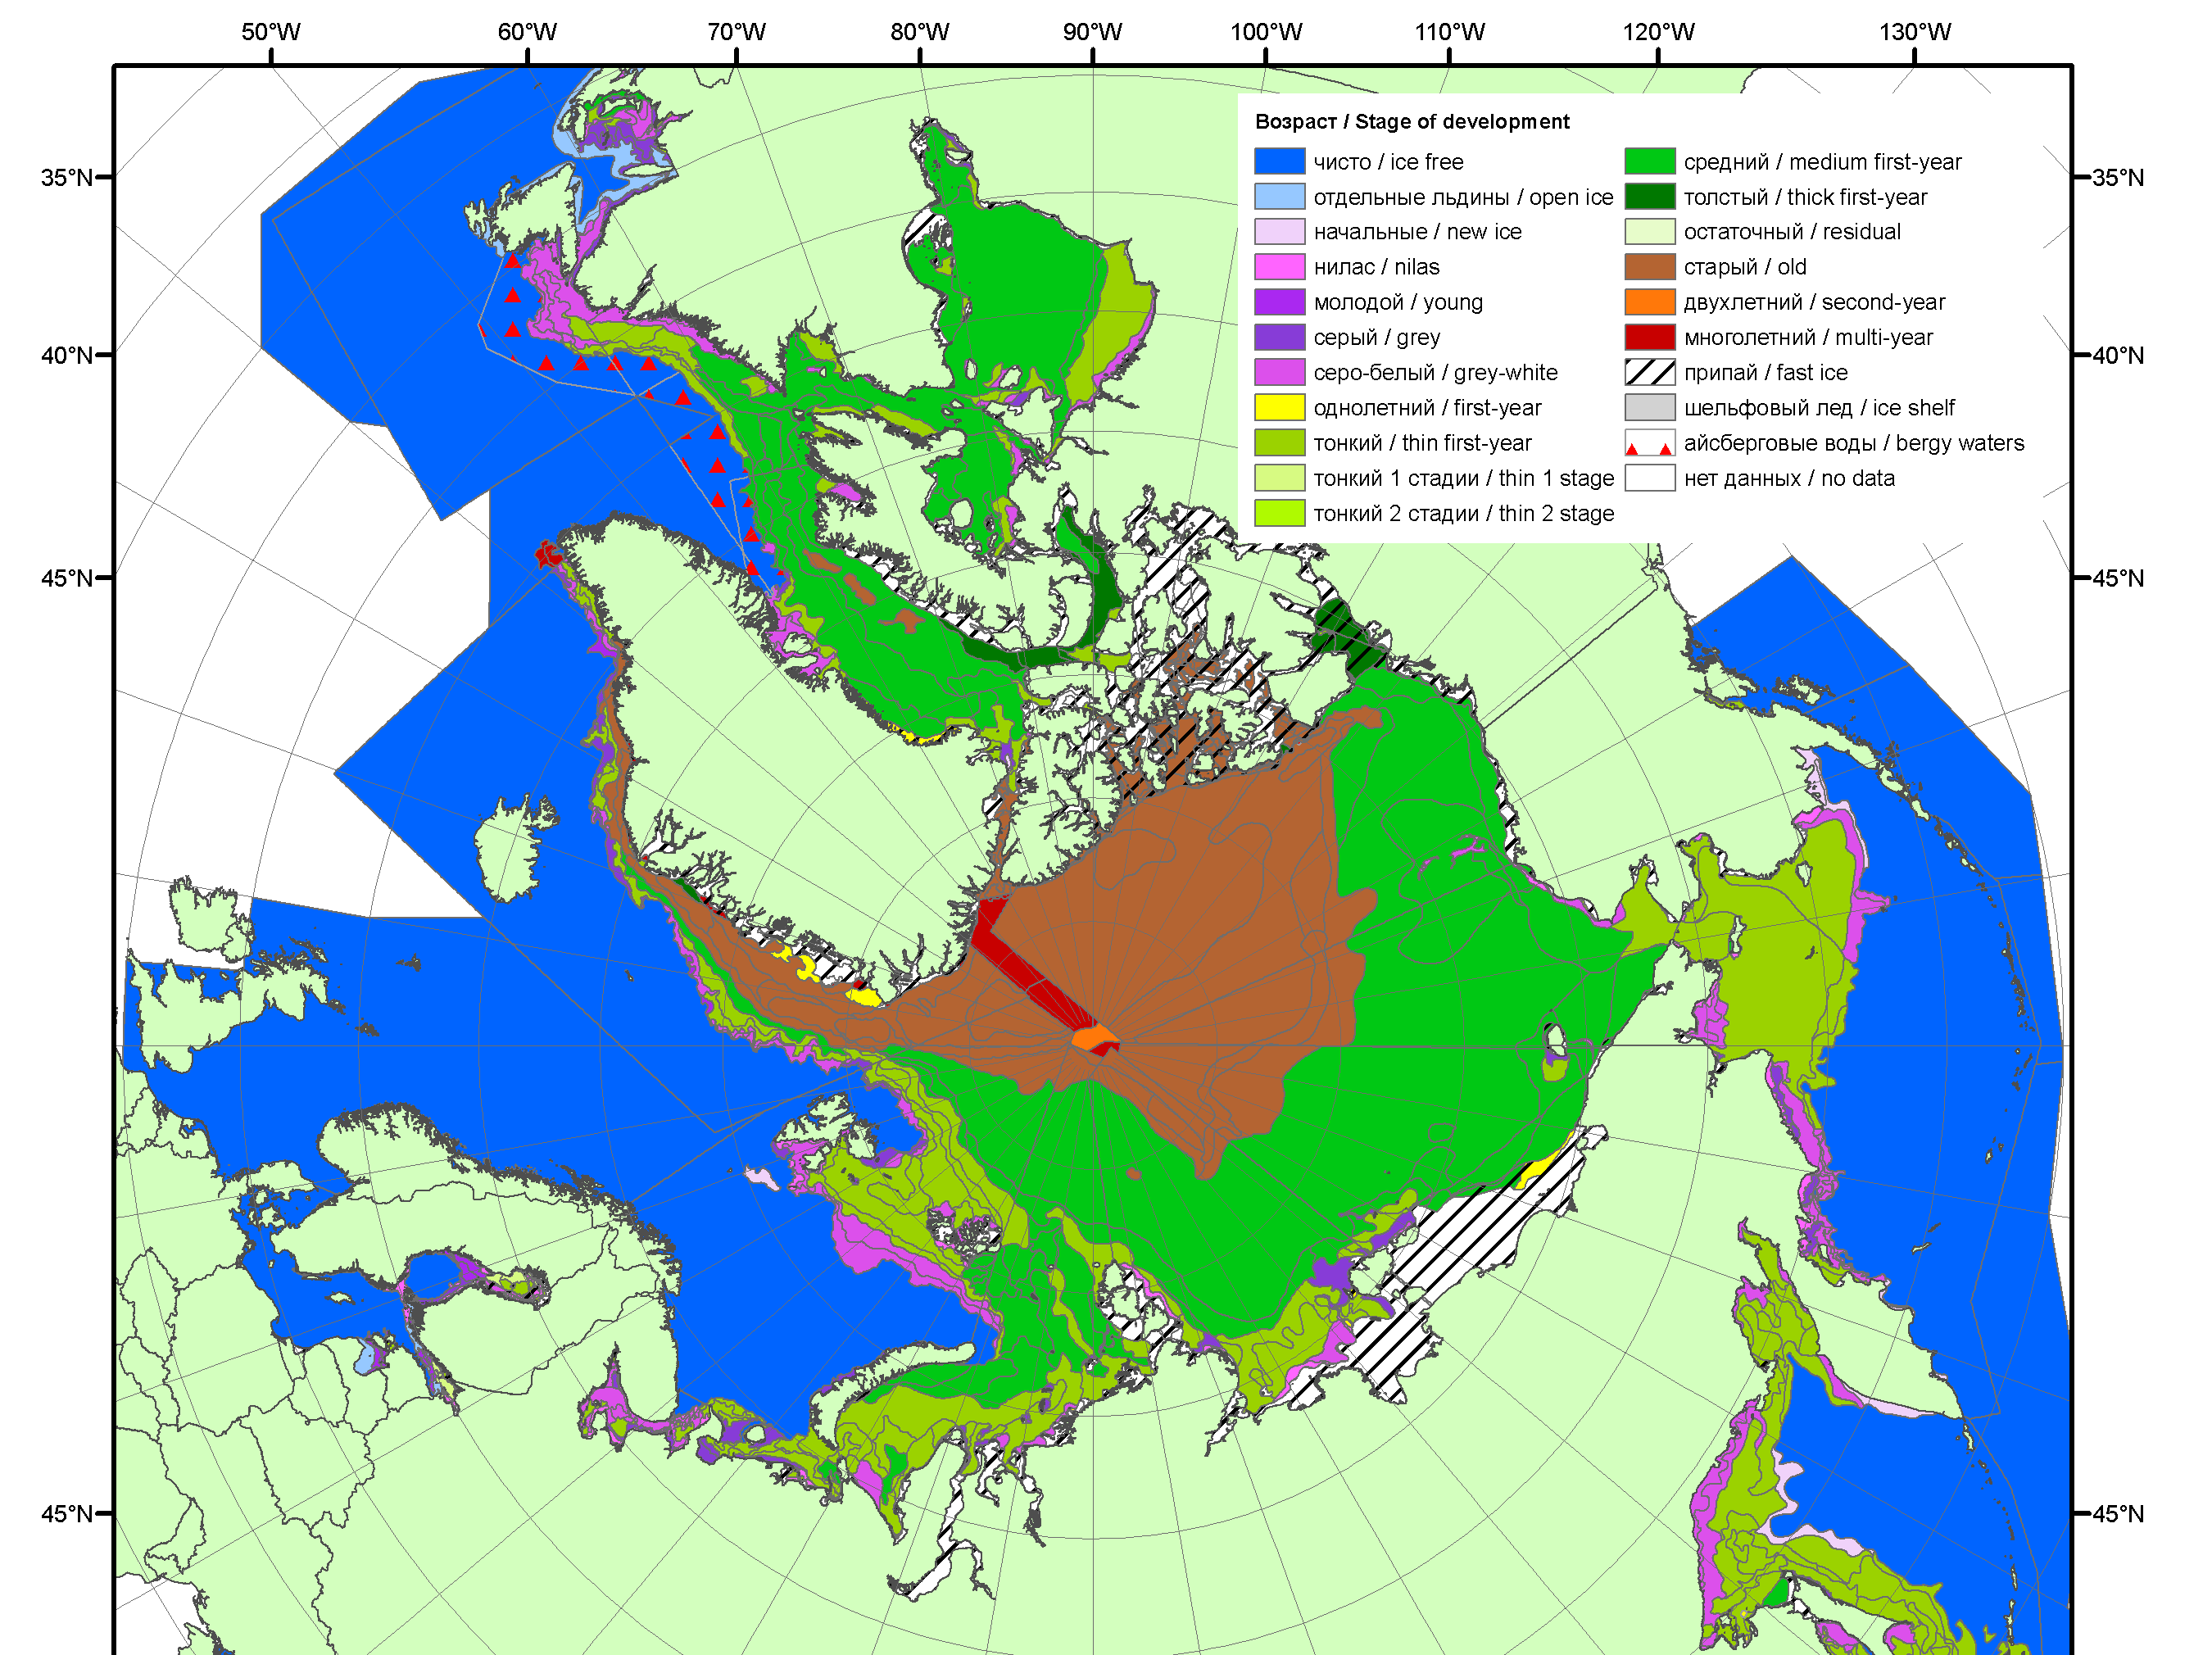 50°W 60°W 70°W 80°W 90°W 100°W 110°W 120°W 130°W
Возраст / Stage of development
чисто / ice free
отдельные льдины / open ice
начальные / new ice
нилас / nilas
молодой / young
серый / grey
серо-белый / grey-white
однолетний / first-year
тонкий / thin first-year
тонкий 1 стадии / thin 1 stage
тонкий 2 стадии / thin 2 stage
средний / medium first-year
толстый / thick first-year
остаточный / residual
старый / old
двухлетний / second-year
многолетний / multi-year
припай / fast ice
шельфовый лед / ice shelf
айсберговые воды / bergy waters
нет данных / no data
35°N
35°N
40°N
40°N
45°N
45°N
45°N
45°N